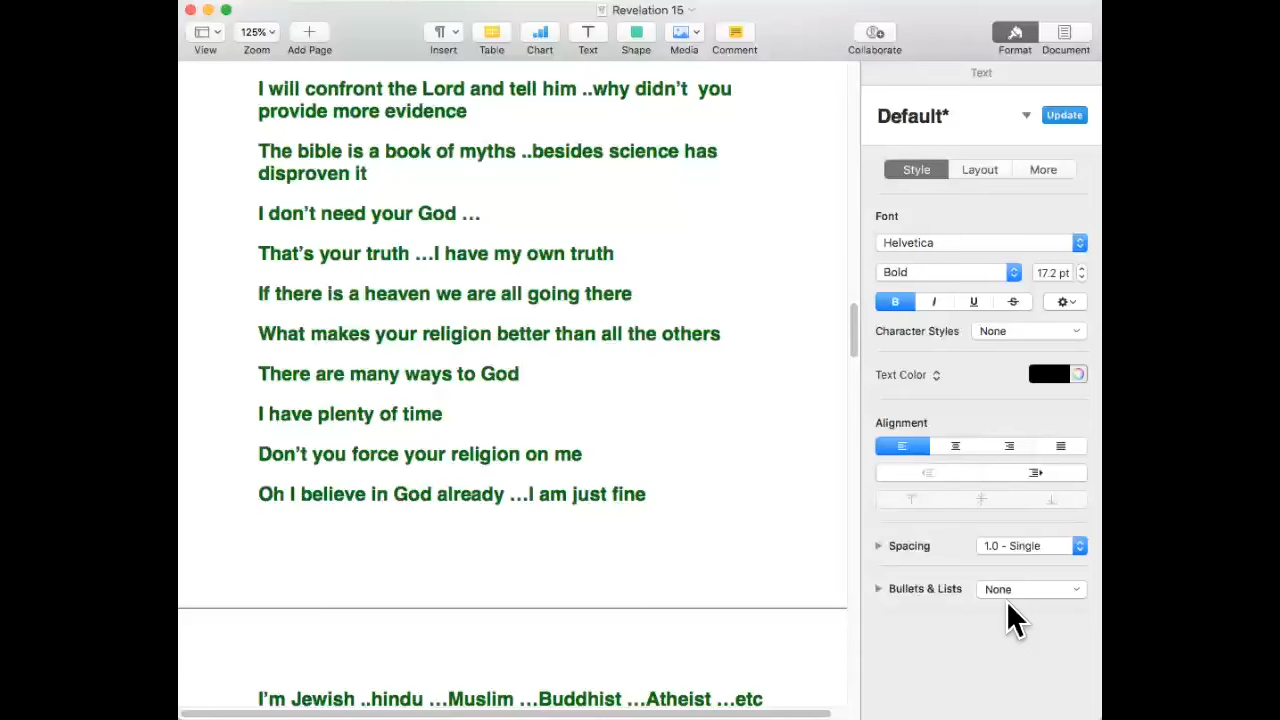 Revelation 15
125%
View
Zoom
Add Page
Insert
Table
Chart
Text
Shape
Media
Comment
Collaborate
Format
Document
I will confront the Lord and tell him ..why didn’t  you
provide more evidence
The bible is a book of myths ..besides science has
disproven it
I don’t need your God …
That’s your truth …I have my own truth
If there is a heaven we are all going there
What makes your religion better than all the others
There are many ways to God
I have plenty of time
Don’t you force your religion on me
Oh I believe in God already …I am just fine
I’m Jewish ..hindu …Muslim …Buddhist …Atheist …etc
Text
Default*
Update
Style
Layout
More
Font
Helvetica
Bold
17.2 pt
B I U S
Character Styles
None
Text Color
Alignment
Spacing
1.0 - Single
Bullets & Lists
None